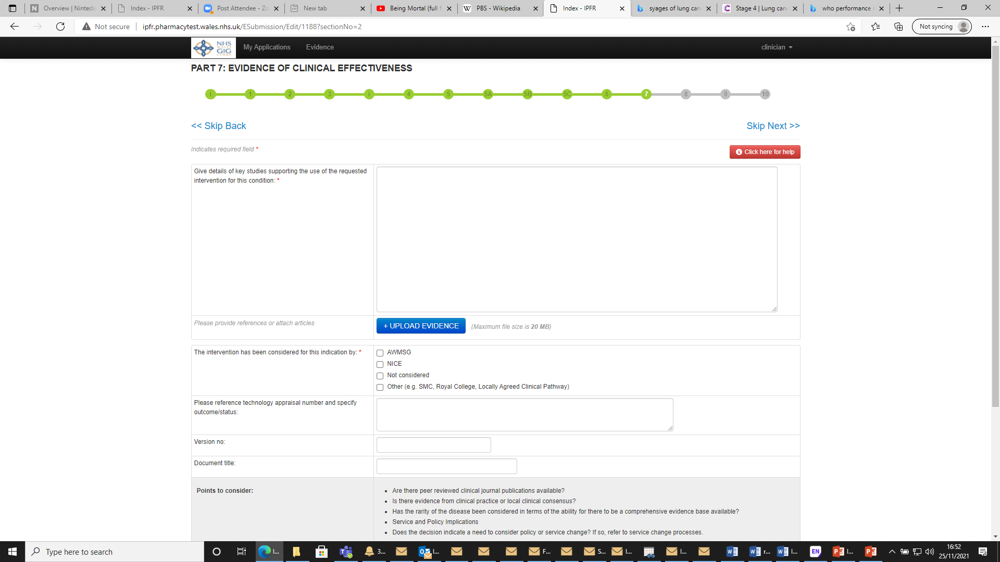 Overview | Ninteda
Index - IPFR
Post Attendee - Zo
New tab
Being Mortal (full f
PBS - Wikipedia
Index - IPFR
syages of lung can
Stage 4 | Lung canc
who performance s
Not secure
ipfr.pharmacytest.wales.nhs.uk/ESubmission/Edit/1188?sectionNo=2
Not syncing
NHS
WALES
GIG
CYMRU
My Applications
Evidence
clinician
PART 7: EVIDENCE OF CLINICAL EFFECTIVENESS
i 1 2 3 i 4 5 5A 5B 5C 6 7 8 9 10
<< Skip Back
Skip Next >>
Indicates required field *
Click here for help
Give details of key studies supporting the use of the requested
intervention for this condition: *
Please provide references or attach articles
+ UPLOAD EVIDENCE
(Maximum file size is 20 MB)
The intervention has been considered for this indication by: *
AWMSG
NICE
Not considered
Other (e.g. SMC, Royal College, Locally Agreed Clinical Pathway)
Please reference technology appraisal number and specify
outcome/status:
Version no:
Document title:
Points to consider:
• Are there peer reviewed clinical journal publications available?
• Is there evidence from clinical practice or local clinical consensus?
• Has the rarity of the disease been considered in terms of the ability for there to be a comprehensive evidence base available?
• Service and Policy Implications
• Does the decision indicate a need to consider policy or service change? If so, refer to service change processes.
Type here to search
I...
3...
I...
F...
S...
I...
I...
r...
I...
EN
I...
16:52
25/11/2021